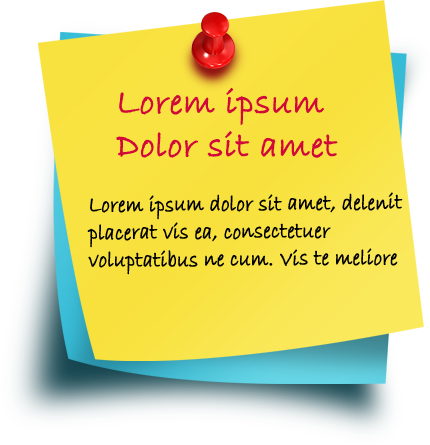 Lorem ipsum
Dolor sit amet
Lorem ipsum dolor sit amet, delenit
placerat vis ea, consectetuer
voluptatibus ne cum. Vis te meliore